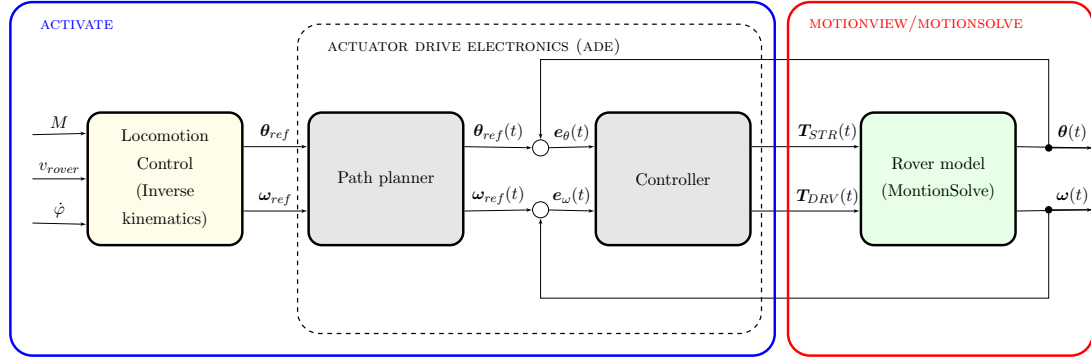 ACTIVATE
MOTIONVIEW/MOTIONSOLVE
ACTUATOR DRIVE ELECTRONICS (ADE)
M
v_rover
φ̇
Locomotion
Control
(Inverse
kinematics)
θ_ref
ω_ref
Path planner
θ_ref(t)
ω_ref(t)
e_θ(t)
e_ω(t)
Controller
T_STR(t)
T_DRV(t)
Rover model
(MontionSolve)
θ(t)
ω(t)